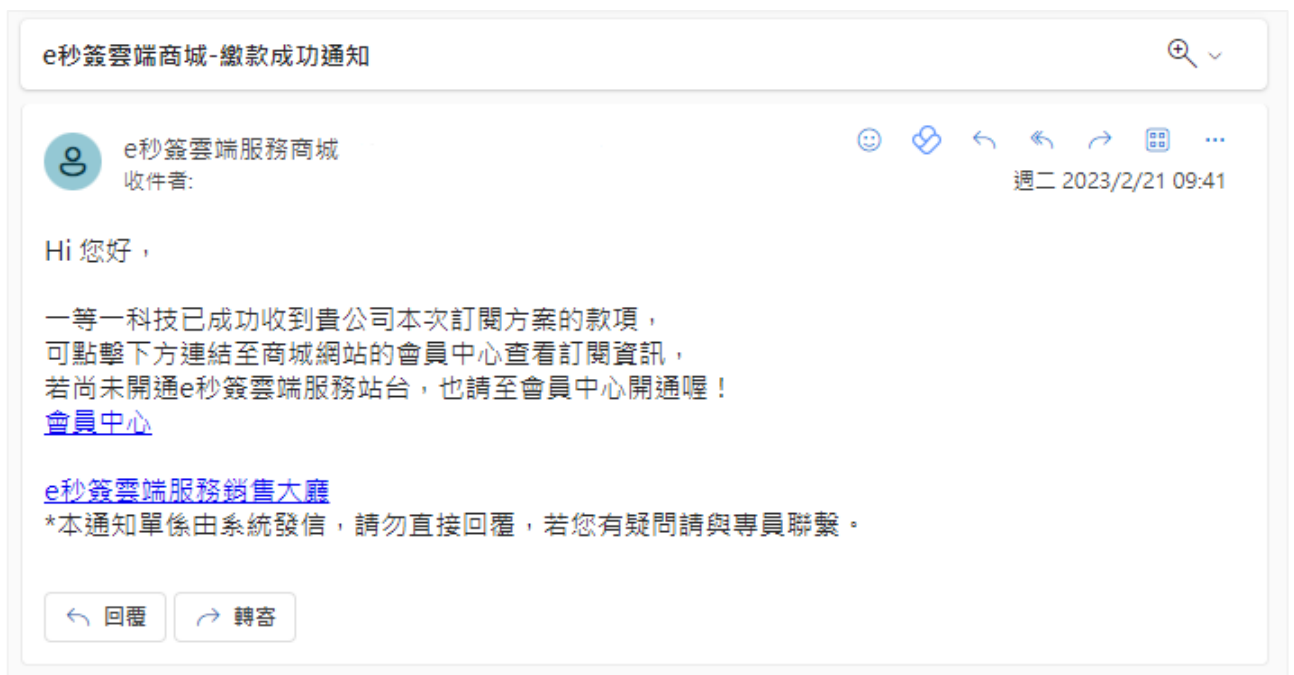 e秒簽雲端商城-繳款成功通知
e秒簽雲端服務商城
收件者:
週二 2023/2/21 09:41
Hi 您好，
一等一科技已成功收到貴公司本次訂閱方案的款項，
可點擊下方連結至商城網站的會員中心查看訂閱資訊，
若尚未開通e秒簽雲端服務站台，也請至會員中心開通喔！
會員中心
e秒簽雲端服務銷售大廳
*本通知單係由系統發信，請勿直接回覆，若您有疑問請與專員聯繫。
回覆
轉寄